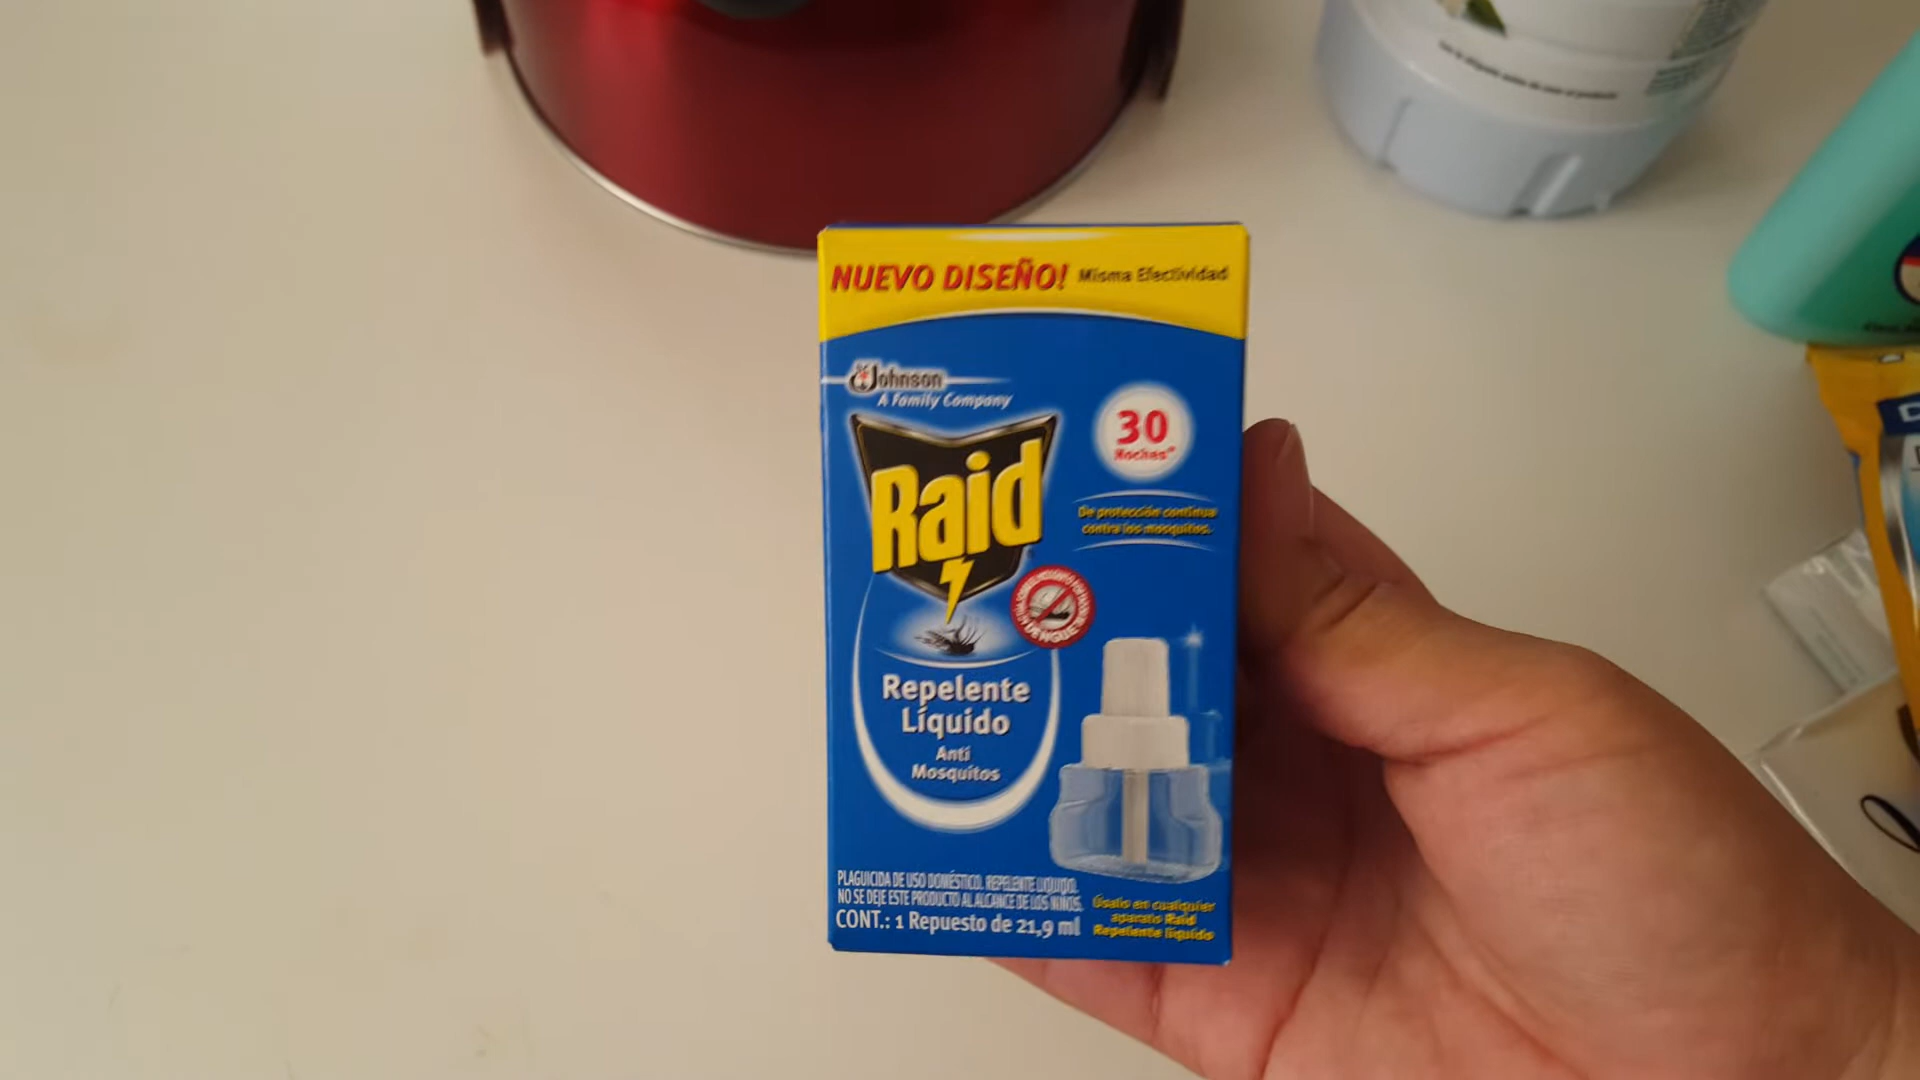 NUEVO DISEÑO! Misma Efectividad
SC Johnson
A Family Company
Raid
30
Noches*
De protección continua
contra los mosquitos.
DENGUE
Repelente
Líquido
Anti
Mosquitos
PLAGUICIDA DE USO DOMÉSTICO. REPELENTE LIQUIDO.
NO SE DEJE ESTE PRODUCTO AL ALCANCE DE LOS NIÑOS.
CONT.: 1 Repuesto de 21,9 ml
Úsalo en cualquier
aparato Raid
Repelente líquido